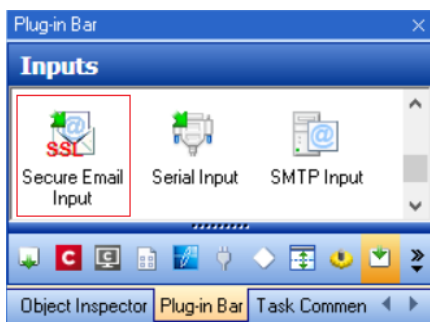 Plug-in Bar
Inputs
SSL
Secure Email Input
Serial Input
SMTP Input
Object Inspector
Plug-in Bar
Task Commen